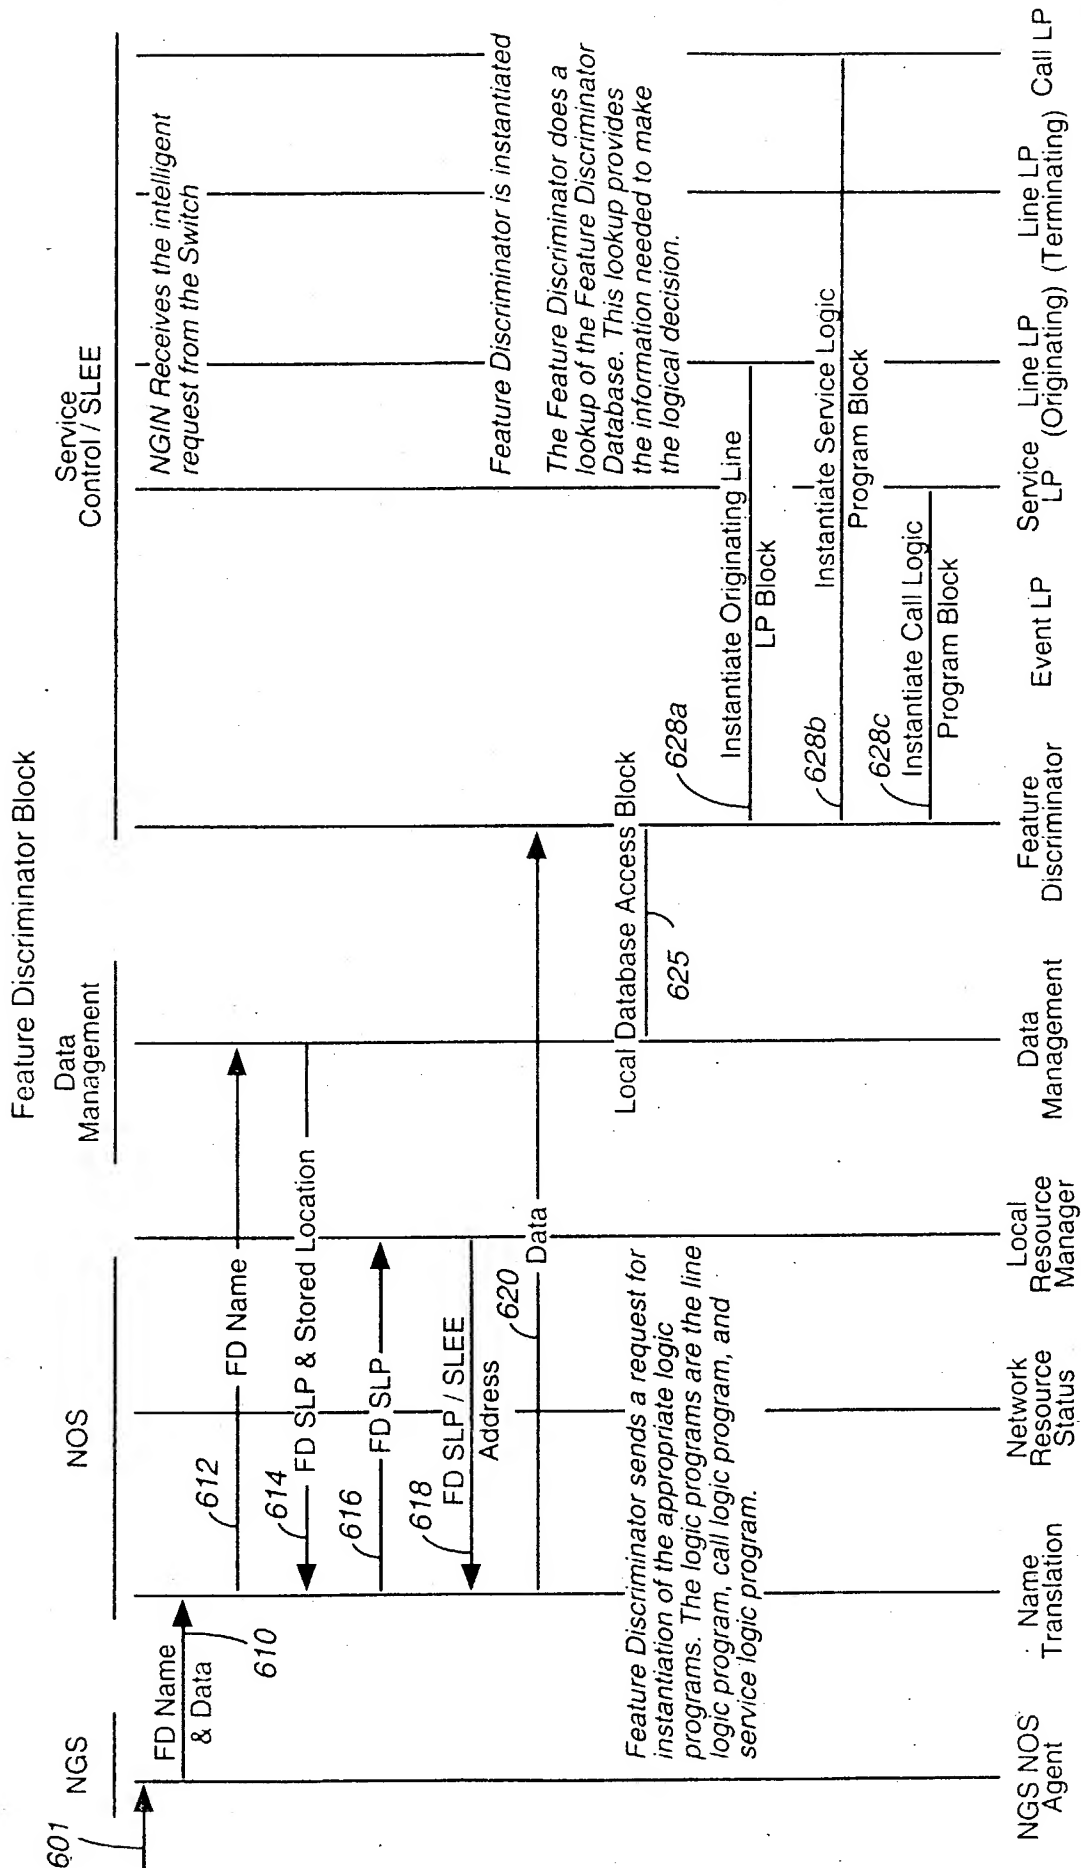 Feature Discriminator Block
NGS
NOS
Data
Management
Service
Control / SLEE
601
FD Name
& Data
610
NGIN Receives the intelligent
request from the Switch
612
FD Name
614
FD SLP & Stored Location
616
FD SLP
618
FD SLP / SLEE
Address
620
Data
Feature Discriminator is instantiated
The Feature Discriminator does a
lookup of the Feature Discriminator
Database. This lookup provides
the information needed to make
the logical decision.
Local Database Access Block
625
Feature Discriminator sends a request for
instantiation of the appropriate logic
programs. The logic programs are the line
logic program, call logic program, and
service logic program.
628a
Instantiate Originating Line
LP Block
628b
Instantiate Service Logic
Program Block
628c
Instantiate Call Logic
Program Block
NGS NOS
Agent
Name
Translation
Network
Resource
Status
Local
Resource
Manager
Data
Management
Feature
Discriminator
Event LP
Service
LP
Line LP
(Originating)
Line LP
(Terminating)
Call LP